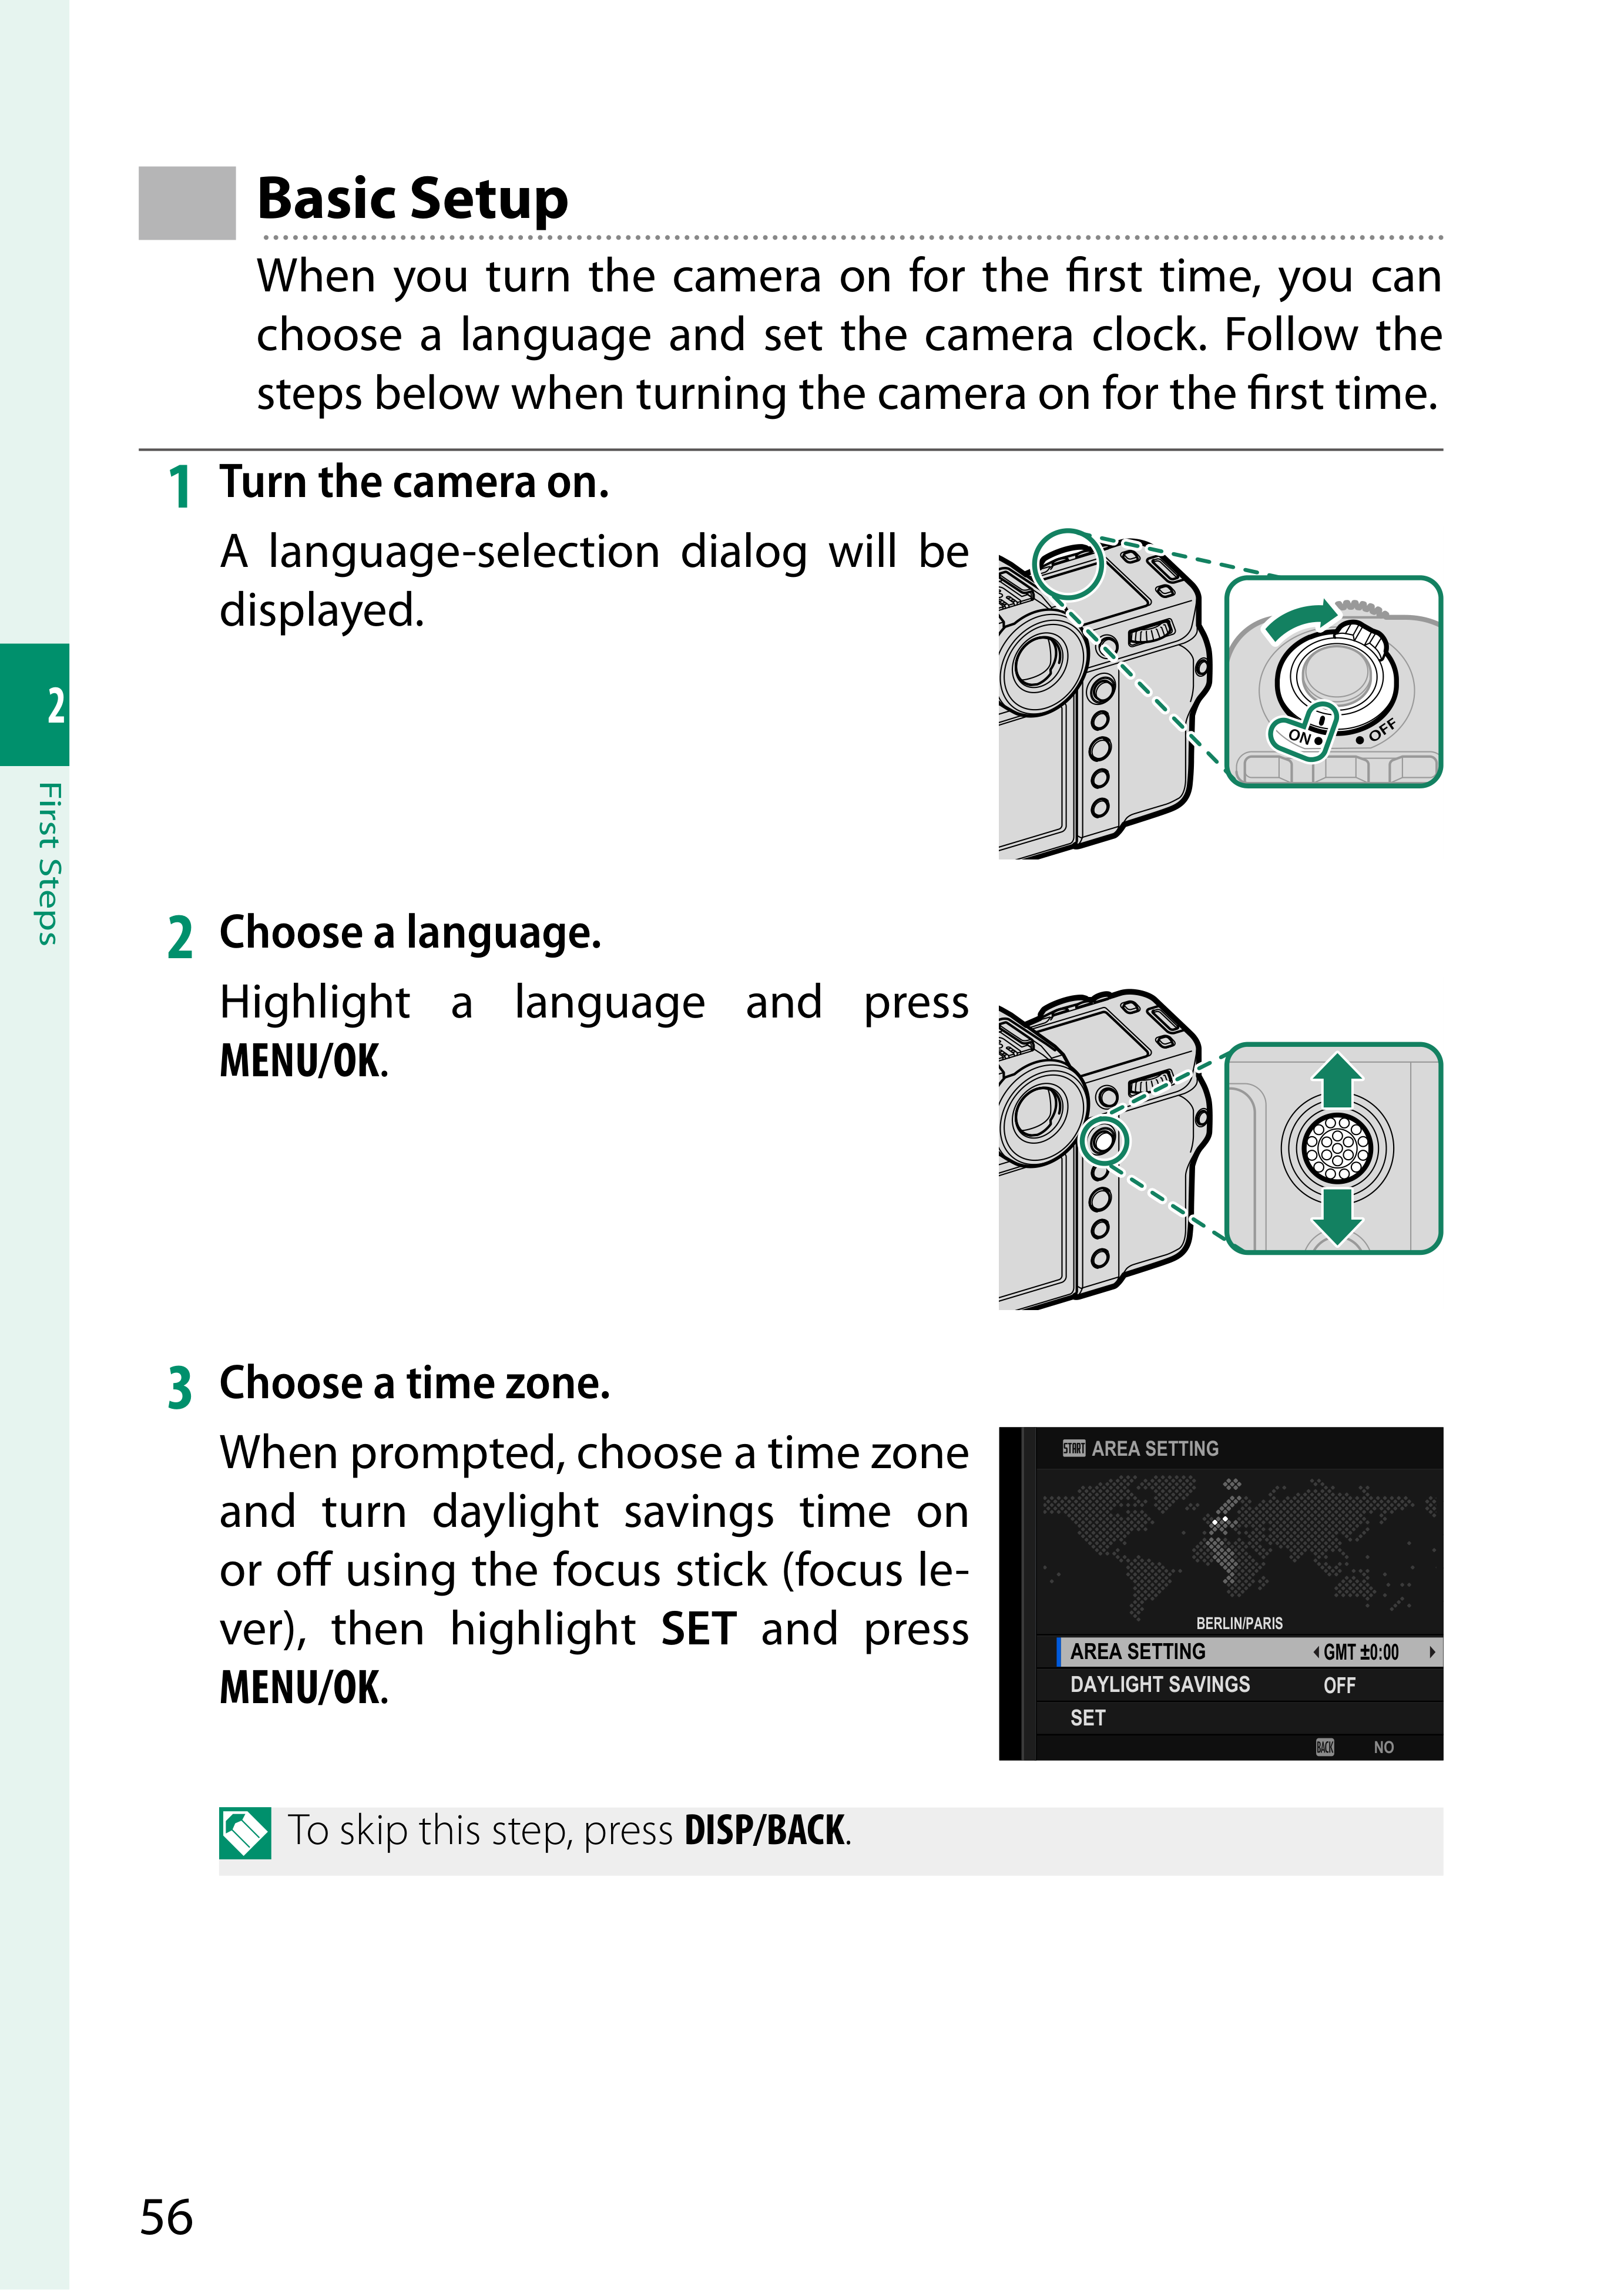 Basic Setup
When you turn the camera on for the first time, you can
choose a language and set the camera clock. Follow the
steps below when turning the camera on for the first time.
1 Turn the camera on.
A language-selection dialog will be
displayed.
ON
OFF
2 Choose a language.
Highlight a language and press
MENU/OK.
3 Choose a time zone.
When prompted, choose a time zone
and turn daylight savings time on
or off using the focus stick (focus le-
ver), then highlight SET and press
MENU/OK.
START AREA SETTING
BERLIN/PARIS
AREA SETTING GMT ±0:00
DAYLIGHT SAVINGS OFF
SET
BACK NO
To skip this step, press DISP/BACK.
2
First Steps
56